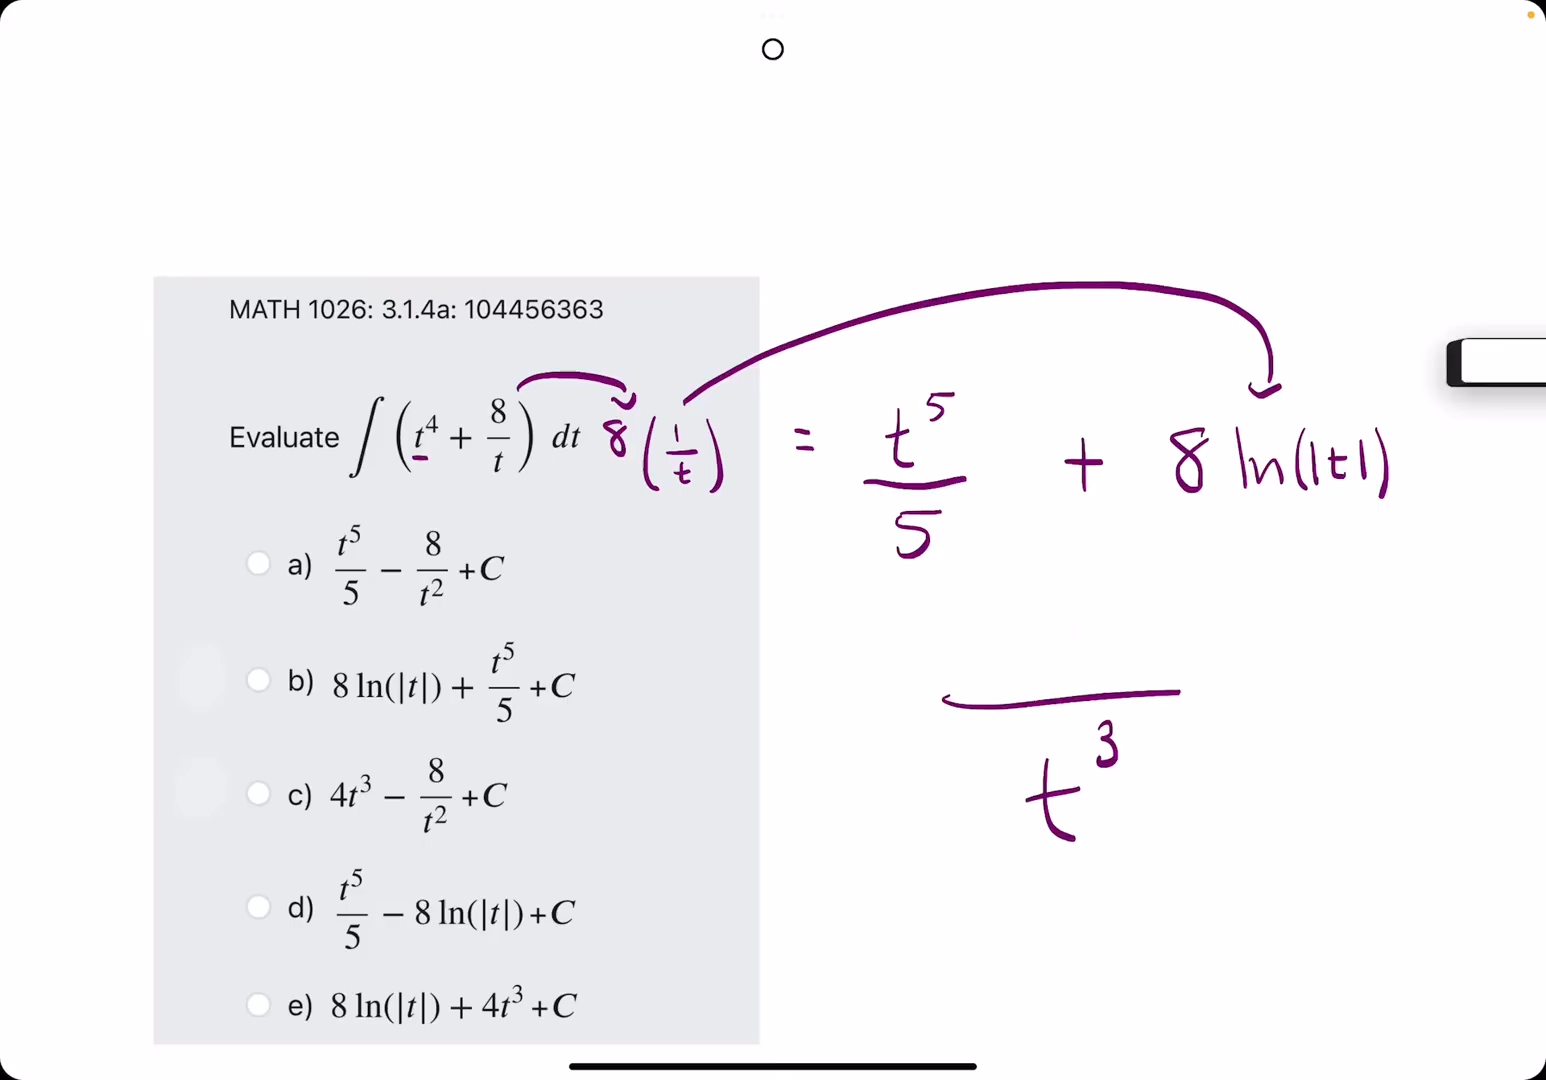 MATH 1026: 3.1.4a: 104456363
Evaluate ∫ (t⁴ + 8/t) dt 8(1/t) = t⁵/5 + 8 ln(|t|)
a) t⁵/5 − 8/t² +C
b) 8 ln(|t|) + t⁵/5 +C
c) 4t³ − 8/t² +C
d) t⁵/5 − 8 ln(|t|)+C
e) 8 ln(|t|) + 4t³ +C
t³